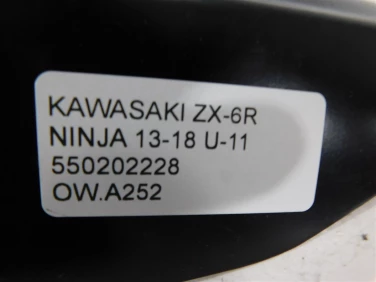 KAWASAKI ZX-6R
NINJA 13-18 U-11
550202228
OW.A252